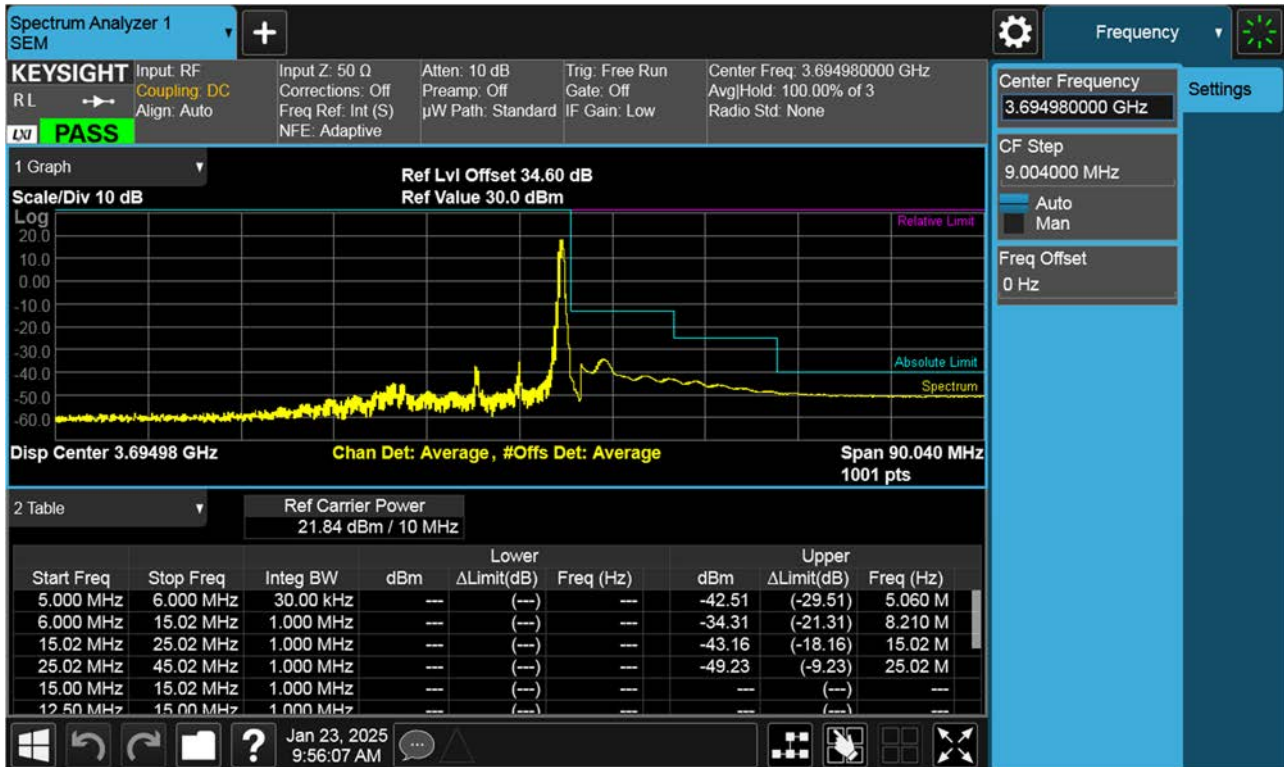 Spectrum Analyzer 1
SEM
Frequency
KEYSIGHT
RL
LXI
PASS
Input: RF
Coupling: DC
Align: Auto
Input Z: 50 Ω
Corrections: Off
Freq Ref: Int (S)
NFE: Adaptive
Atten: 10 dB
Preamp: Off
µW Path: Standard
Trig: Free Run
Gate: Off
IF Gain: Low
Center Freq: 3.694980000 GHz
Avg|Hold: 100.00% of 3
Radio Std: None
Center Frequency
3.694980000 GHz
Settings
CF Step
9.004000 MHz
Auto
Man
Freq Offset
0 Hz
1 Graph
Scale/Div 10 dB
Ref Lvl Offset 34.60 dB
Ref Value 30.0 dBm
Log
20.0
10.0
0.00
-10.0
-20.0
-30.0
-40.0
-50.0
-60.0
Relative Limit
Absolute Limit
Spectrum
Disp Center 3.69498 GHz
Chan Det: Average, #Offs Det: Average
Span 90.040 MHz
1001 pts
2 Table
Ref Carrier Power
21.84 dBm / 10 MHz
Lower Upper
Start Freq Stop Freq Integ BW dBm ΔLimit(dB) Freq (Hz) dBm ΔLimit(dB) Freq (Hz)
5.000 MHz 6.000 MHz 30.00 kHz --- (---) --- -42.51 (-29.51) 5.060 M
6.000 MHz 15.02 MHz 1.000 MHz --- (---) --- -34.31 (-21.31) 8.210 M
15.02 MHz 25.02 MHz 1.000 MHz --- (---) --- -43.16 (-18.16) 15.02 M
25.02 MHz 45.02 MHz 1.000 MHz --- (---) --- -49.23 (-9.23) 25.02 M
15.00 MHz 15.02 MHz 1.000 MHz --- (---) --- --- (---) ---
12.50 MHz 15.00 MHz 1.000 MHz --- (---) --- --- (---) ---
?
Jan 23, 2025
9:56:07 AM